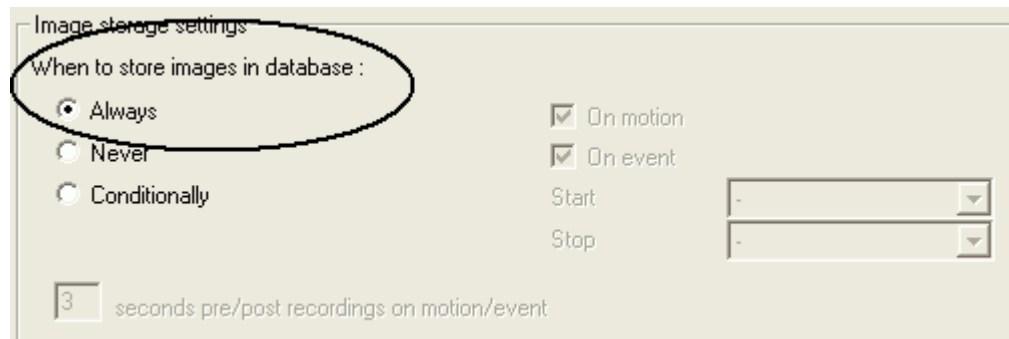 Image storage settings
When to store images in database :
Always
On motion
Never
On event
Conditionally
Start
-
Stop
-
3 seconds pre/post recordings on motion/event